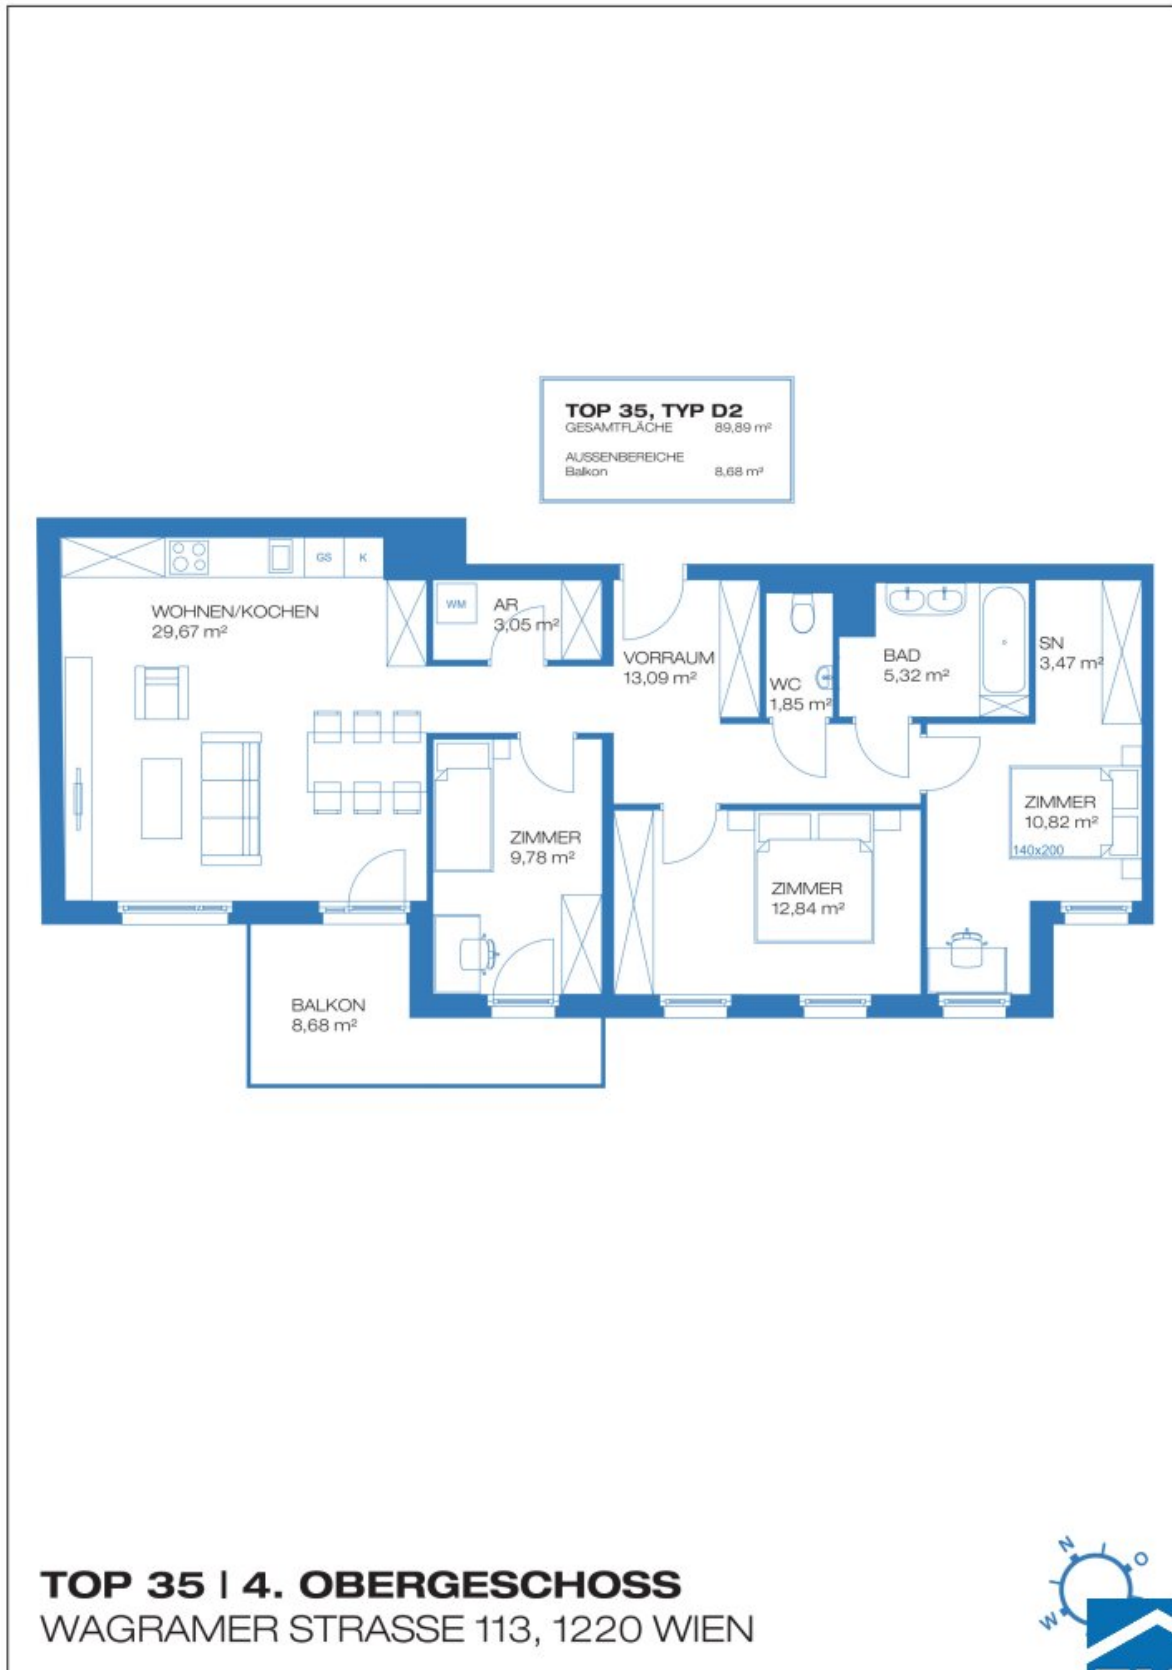 TOP 35, TYP D2
GESAMTFLÄCHE 89,89 m²
AUSSENBEREICHE
Balkon 8,68 m²
GS K
WOHNEN/KOCHEN
29,67 m²
WM
AR
3,05 m²
VORRAUM
13,09 m²
WC
1,85 m²
BAD
5,32 m²
SN
3,47 m²
ZIMMER
9,78 m²
ZIMMER
12,84 m²
ZIMMER
10,82 m²
140x200
BALKON
8,68 m²
TOP 35 | 4. OBERGESCHOSS
WAGRAMER STRASSE 113, 1220 WIEN
N
O
W